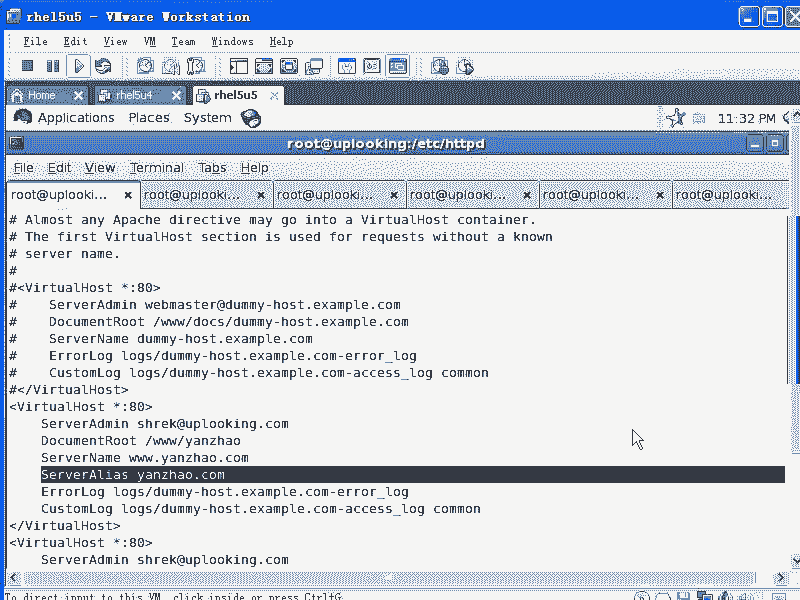 rhel5u5 - VMware Workstation
File Edit View VM Team Windows Help
Home rhel5u4 rhel5u5
Applications Places System 11:32 PM
root@uplooking:/etc/httpd
File Edit View Terminal Tabs Help
root@uplooki... root@uplooki... root@uplooki... root@uplooki... root@uplooki... root@uplooki...
# Almost any Apache directive may go into a VirtualHost container.
# The first VirtualHost section is used for requests without a known
# server name.
#
#<VirtualHost *:80>
#    ServerAdmin webmaster@dummy-host.example.com
#    DocumentRoot /www/docs/dummy-host.example.com
#    ServerName dummy-host.example.com
#    ErrorLog logs/dummy-host.example.com-error_log
#    CustomLog logs/dummy-host.example.com-access_log common
#</VirtualHost>
<VirtualHost *:80>
    ServerAdmin shrek@uplooking.com
    DocumentRoot /www/yanzhao
    ServerName www.yanzhao.com
    ServerAlias yanzhao.com
    ErrorLog logs/dummy-host.example.com-error_log
    CustomLog logs/dummy-host.example.com-access_log common
</VirtualHost>
<VirtualHost *:80>
    ServerAdmin shrek@uplooking.com
To direct input to this VM, click inside or press Ctrl+G.